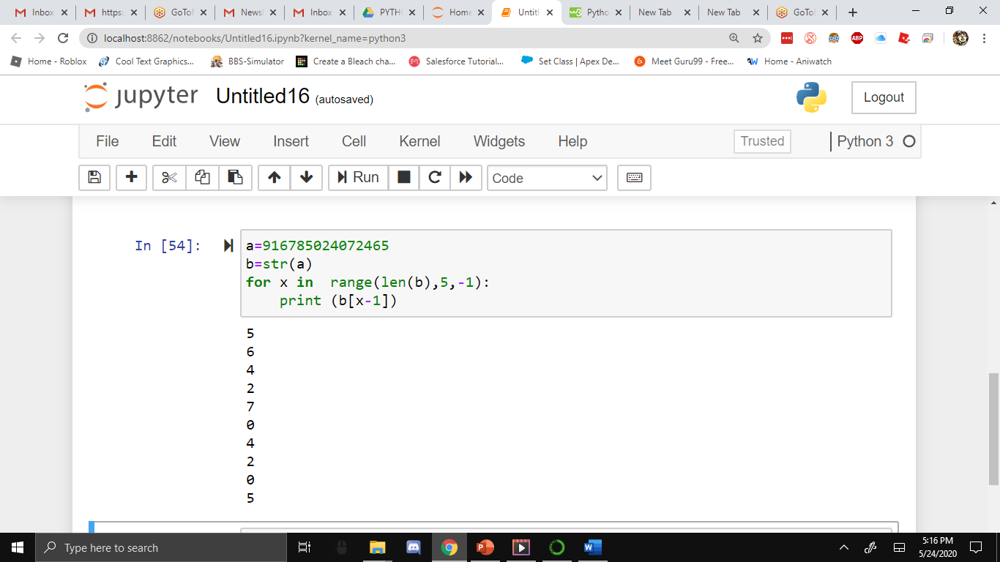 Inbox https: GoTo Newsl Inbox PYTH Home Untitl Pytho New Tab New Tab GoTo
localhost:8862/notebooks/Untitled16.ipynb?kernel_name=python3
ABP
Home - Roblox Cool Text Graphics... BBS-Simulator Create a Bleach cha... Salesforce Tutorial... Set Class | Apex De... Meet Guru99 - Free... Home - Aniwatch
jupyter Untitled16 (autosaved) Logout
File Edit View Insert Cell Kernel Widgets Help Trusted Python 3
Run Code
In [54]: a=916785024072465
b=str(a)
for x in  range(len(b),5,-1):
    print (b[x-1])
5
6
4
2
7
0
4
2
0
5
Type here to search
5:16 PM
5/24/2020